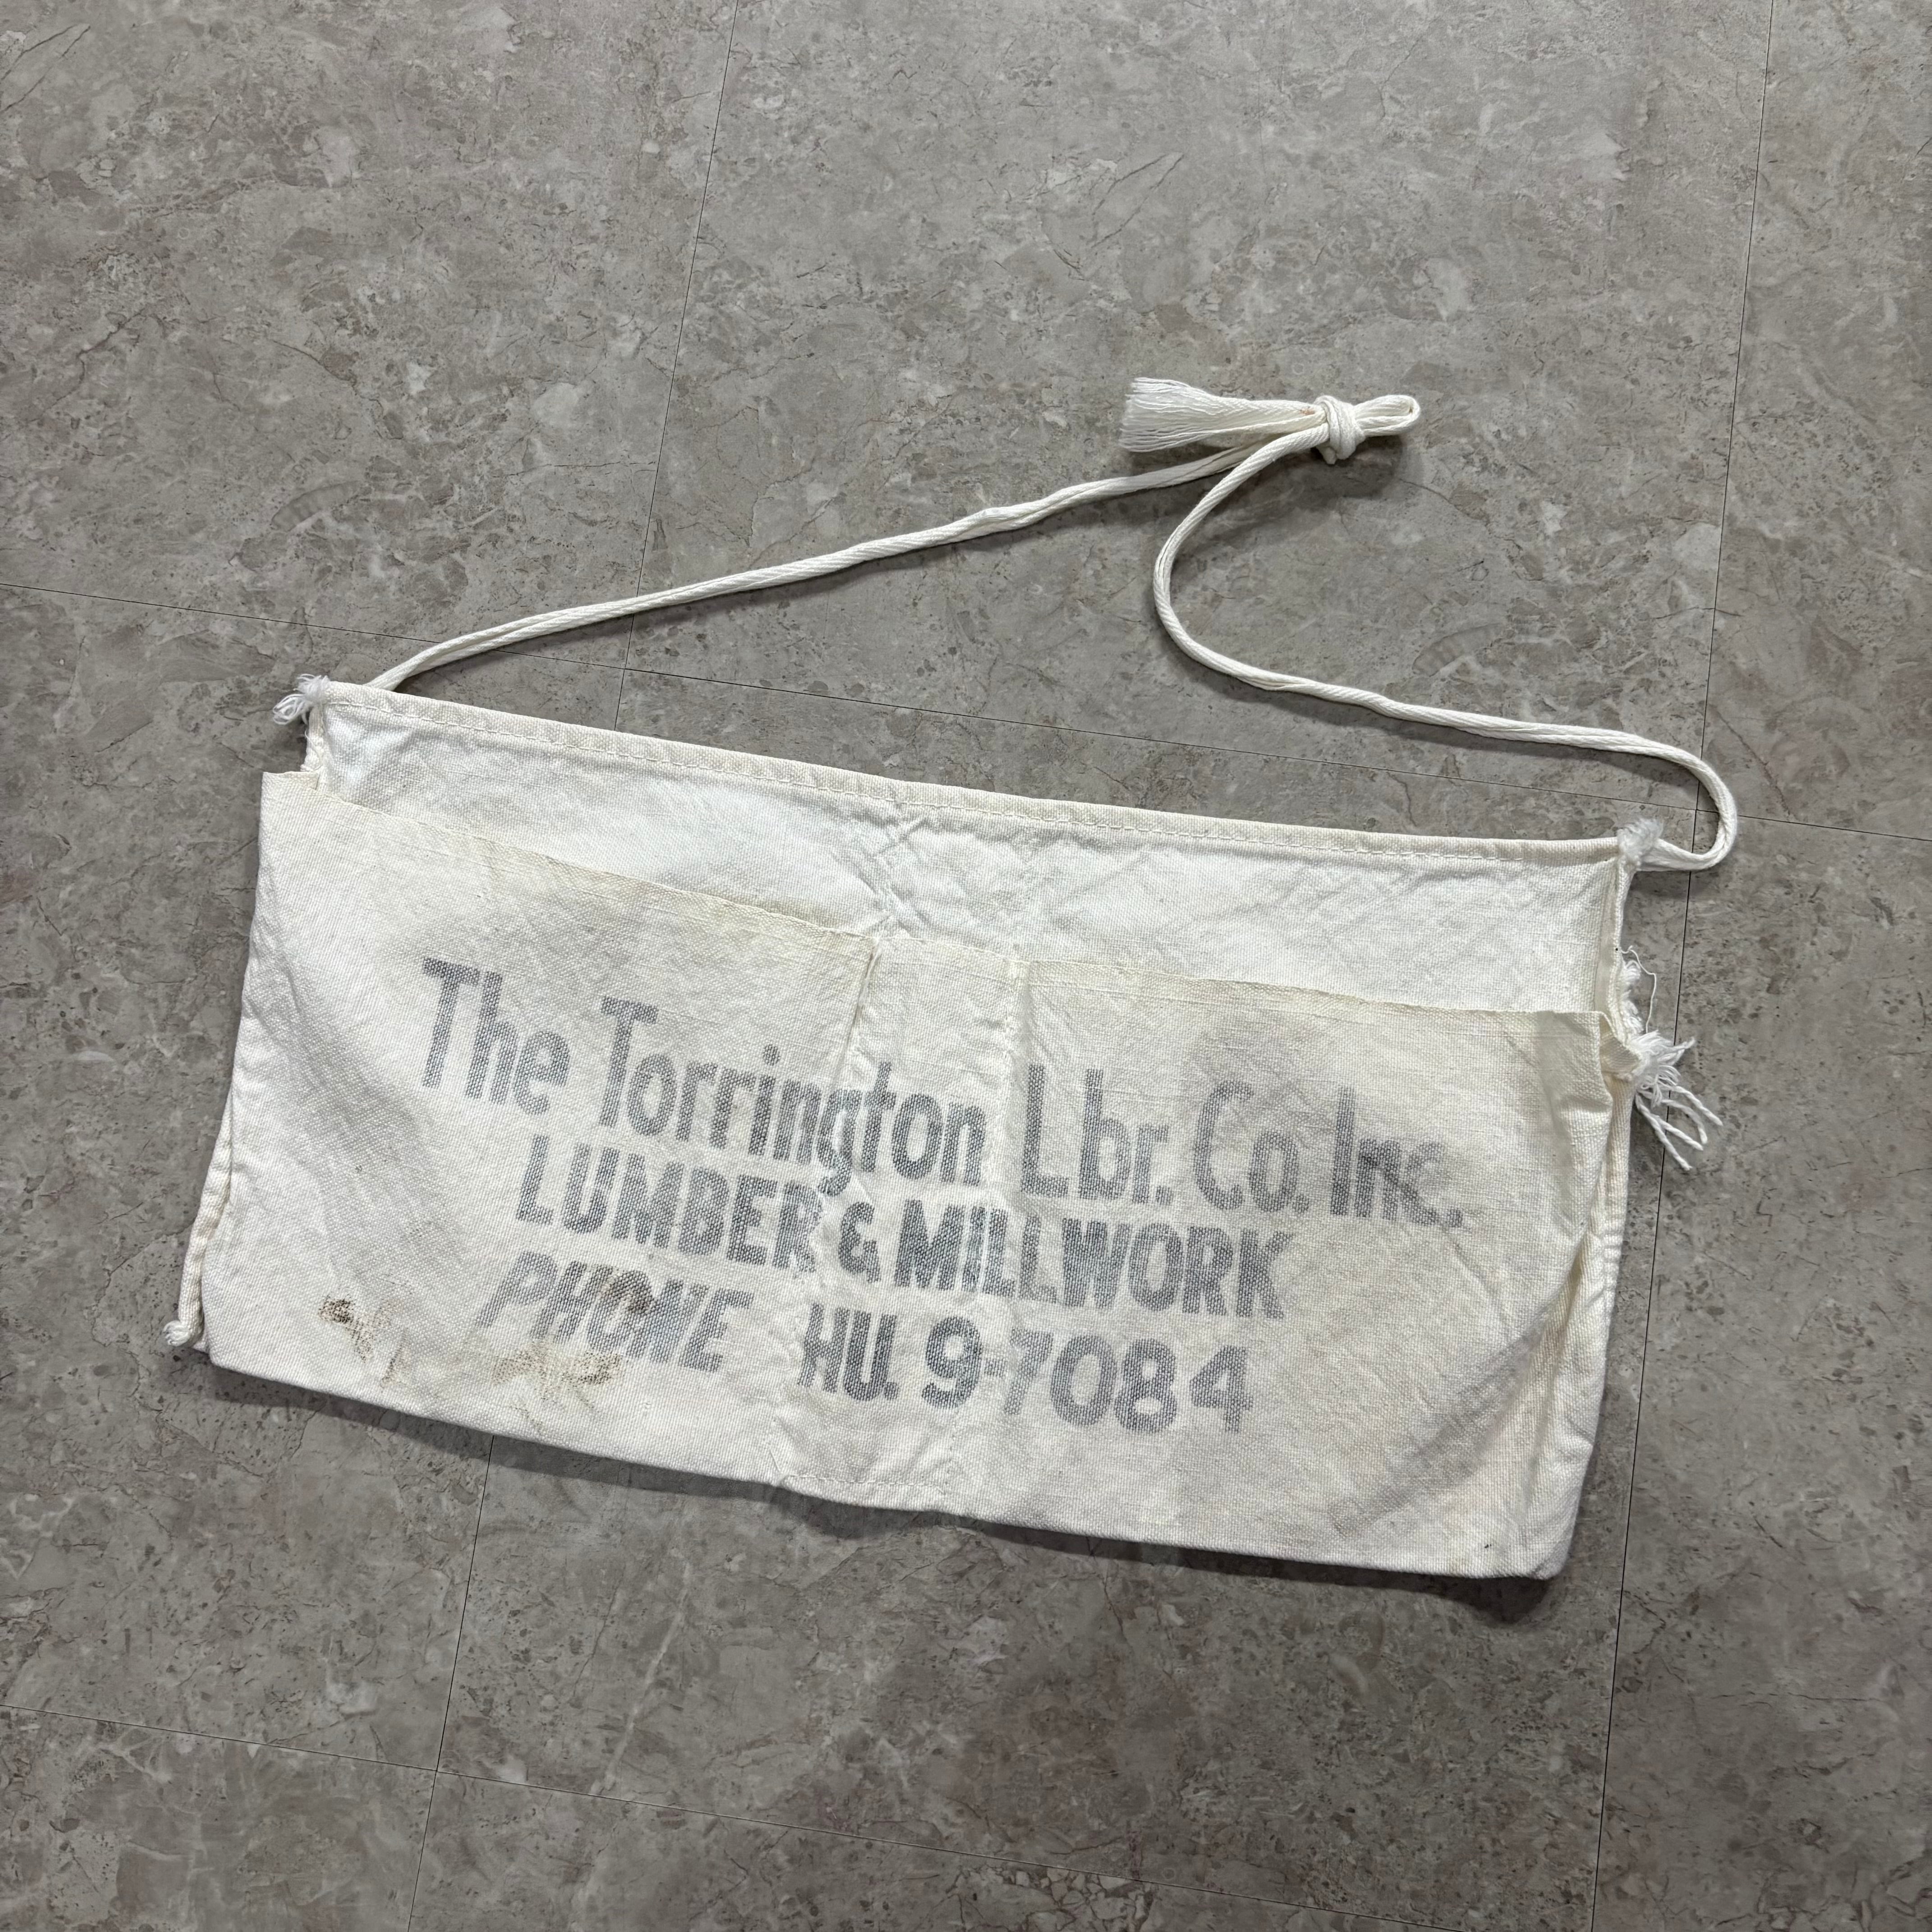 The Torrington Lbr. Co. Inc.
LUMBER & MILLWORK
PHONE HU. 9-7084